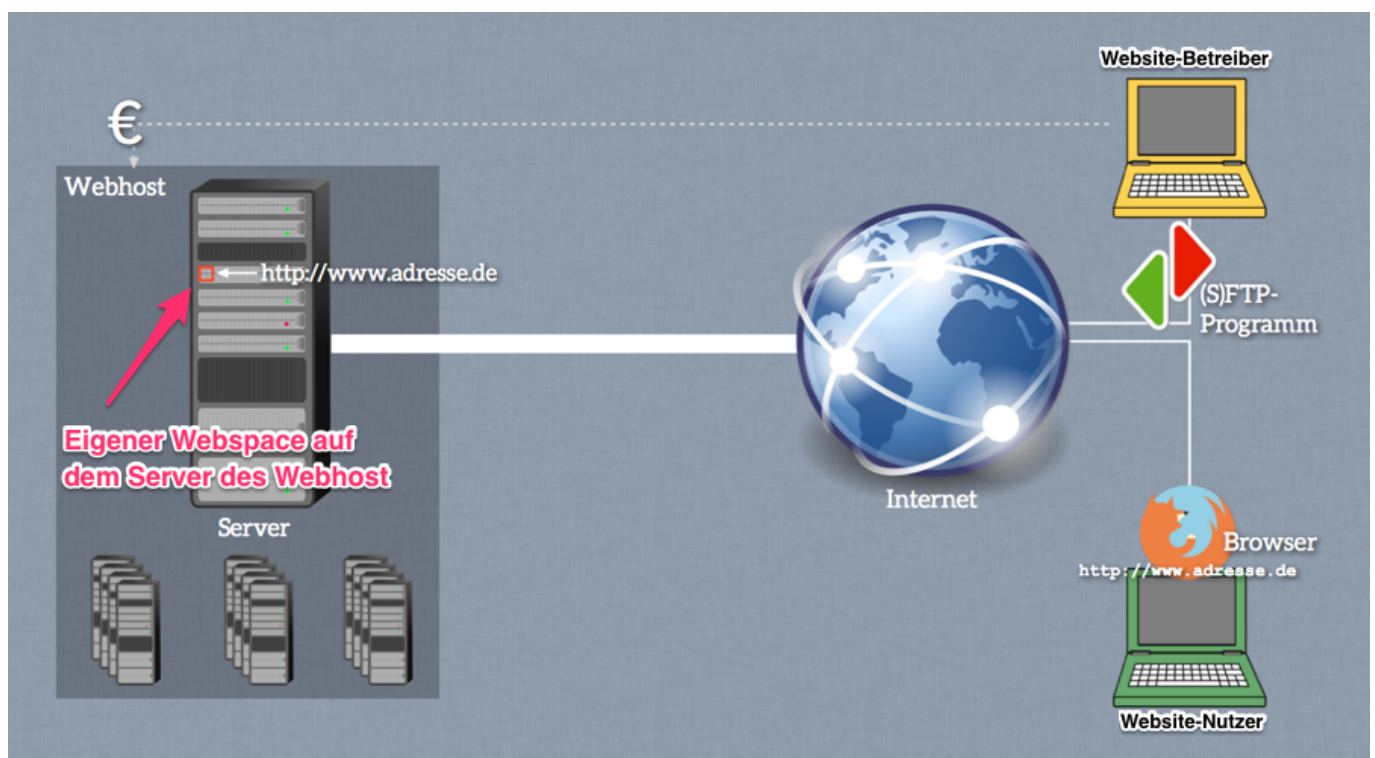 Website-Betreiber
€
Webhost
http://www.adresse.de
(S)FTP-
Programm
Eigener Webspace auf
dem Server des Webhost
Internet
Server
Browser
http://www.adresse.de
Website-Nutzer